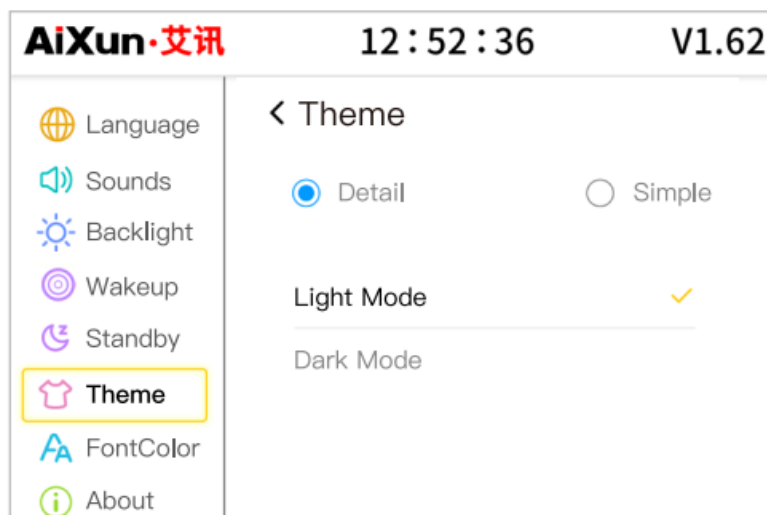 AiXun·艾讯 12:52:36 V1.62
Language
Sounds
Backlight
Wakeup
Standby
Theme
FontColor
About
< Theme
Detail Simple
Light Mode
Dark Mode